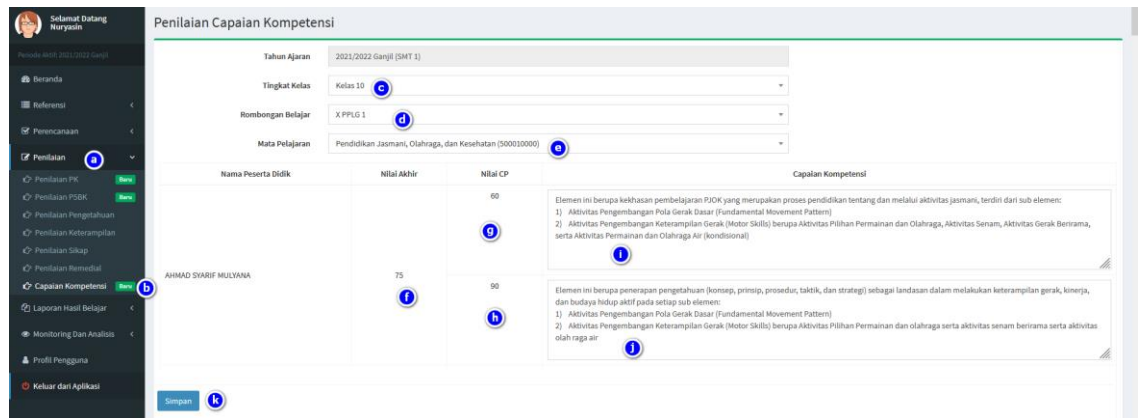 Selamat Datang
Nuryasin
Periode Aktif: 2021/2022 Ganjil
Beranda
Referensi
Perencanaan
Penilaian
a
Penilaian PK Baru
Penilaian P5BK Baru
Penilaian Pengetahuan
Penilaian Keterampilan
Penilaian Sikap
Penilaian Remedial
Capaian Kompetensi Baru
b
Laporan Hasil Belajar
Monitoring Dan Analisis
Profil Pengguna
Keluar dari Aplikasi
Penilaian Capaian Kompetensi
Tahun Ajaran 2021/2022 Ganjil (SMT 1)
Tingkat Kelas Kelas 10 c
Rombongan Belajar X PPLG 1 d
Mata Pelajaran Pendidikan Jasmani, Olahraga, dan Kesehatan (500010000) e
Nama Peserta Didik Nilai Akhir Nilai CP Capaian Kompetensi
AHMAD SYARIF MULYANA
75
f
60
g
Elemen ini berupa kekhasan pembelajaran PJOK yang merupakan proses pendidikan tentang dan melalui aktivitas jasmani, terdiri dari sub elemen:
1) Aktivitas Pengembangan Pola Gerak Dasar (Fundamental Movement Pattern)
2) Aktivitas Pengembangan Keterampilan Gerak (Motor Skills) berupa Aktivitas Pilihan Permainan dan Olahraga, Aktivitas Senam, Aktivitas Gerak Berirama,
serta Aktivitas Permainan dan Olahraga Air (kondisional)
i
90
h
Elemen ini berupa penerapan pengetahuan (konsep, prinsip, prosedur, taktik, dan strategi) sebagai landasan dalam melakukan keterampilan gerak, kinerja,
dan budaya hidup aktif pada setiap sub elemen:
1) Aktivitas Pengembangan Pola Gerak Dasar (Fundamental Movement Pattern)
2) Aktivitas Pengembangan Keterampilan Gerak (Motor Skills) berupa Aktivitas Pilihan Permainan dan olahraga serta aktivitas senam berirama serta aktivitas
olah raga air
j
Simpan k